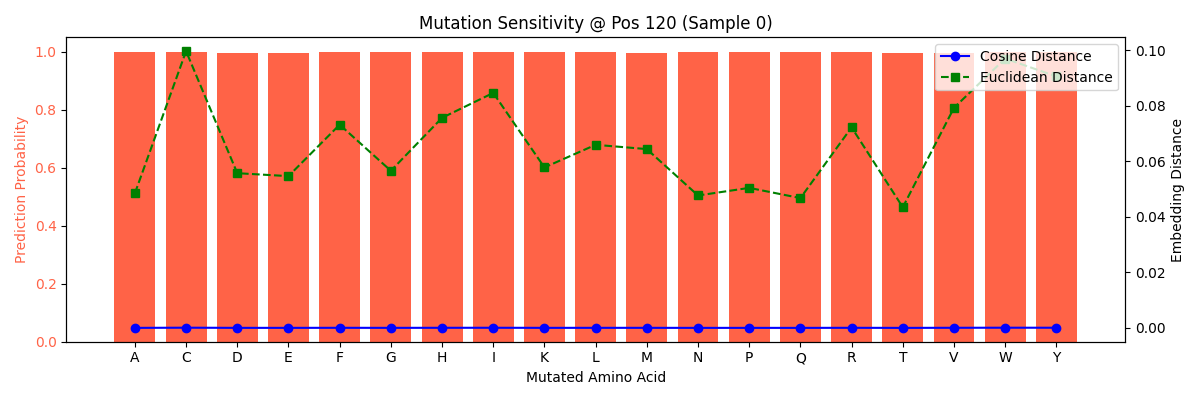 Mutation Sensitivity @ Pos 120 (Sample 0)
Prediction Probability
1.0
0.8
0.6
0.4
0.2
0.0
Cosine Distance
Euclidean Distance
0.10
0.08
0.06
0.04
0.02
0.00
Embedding Distance
A C D E F G H I K L M N P Q R T V W Y
Mutated Amino Acid